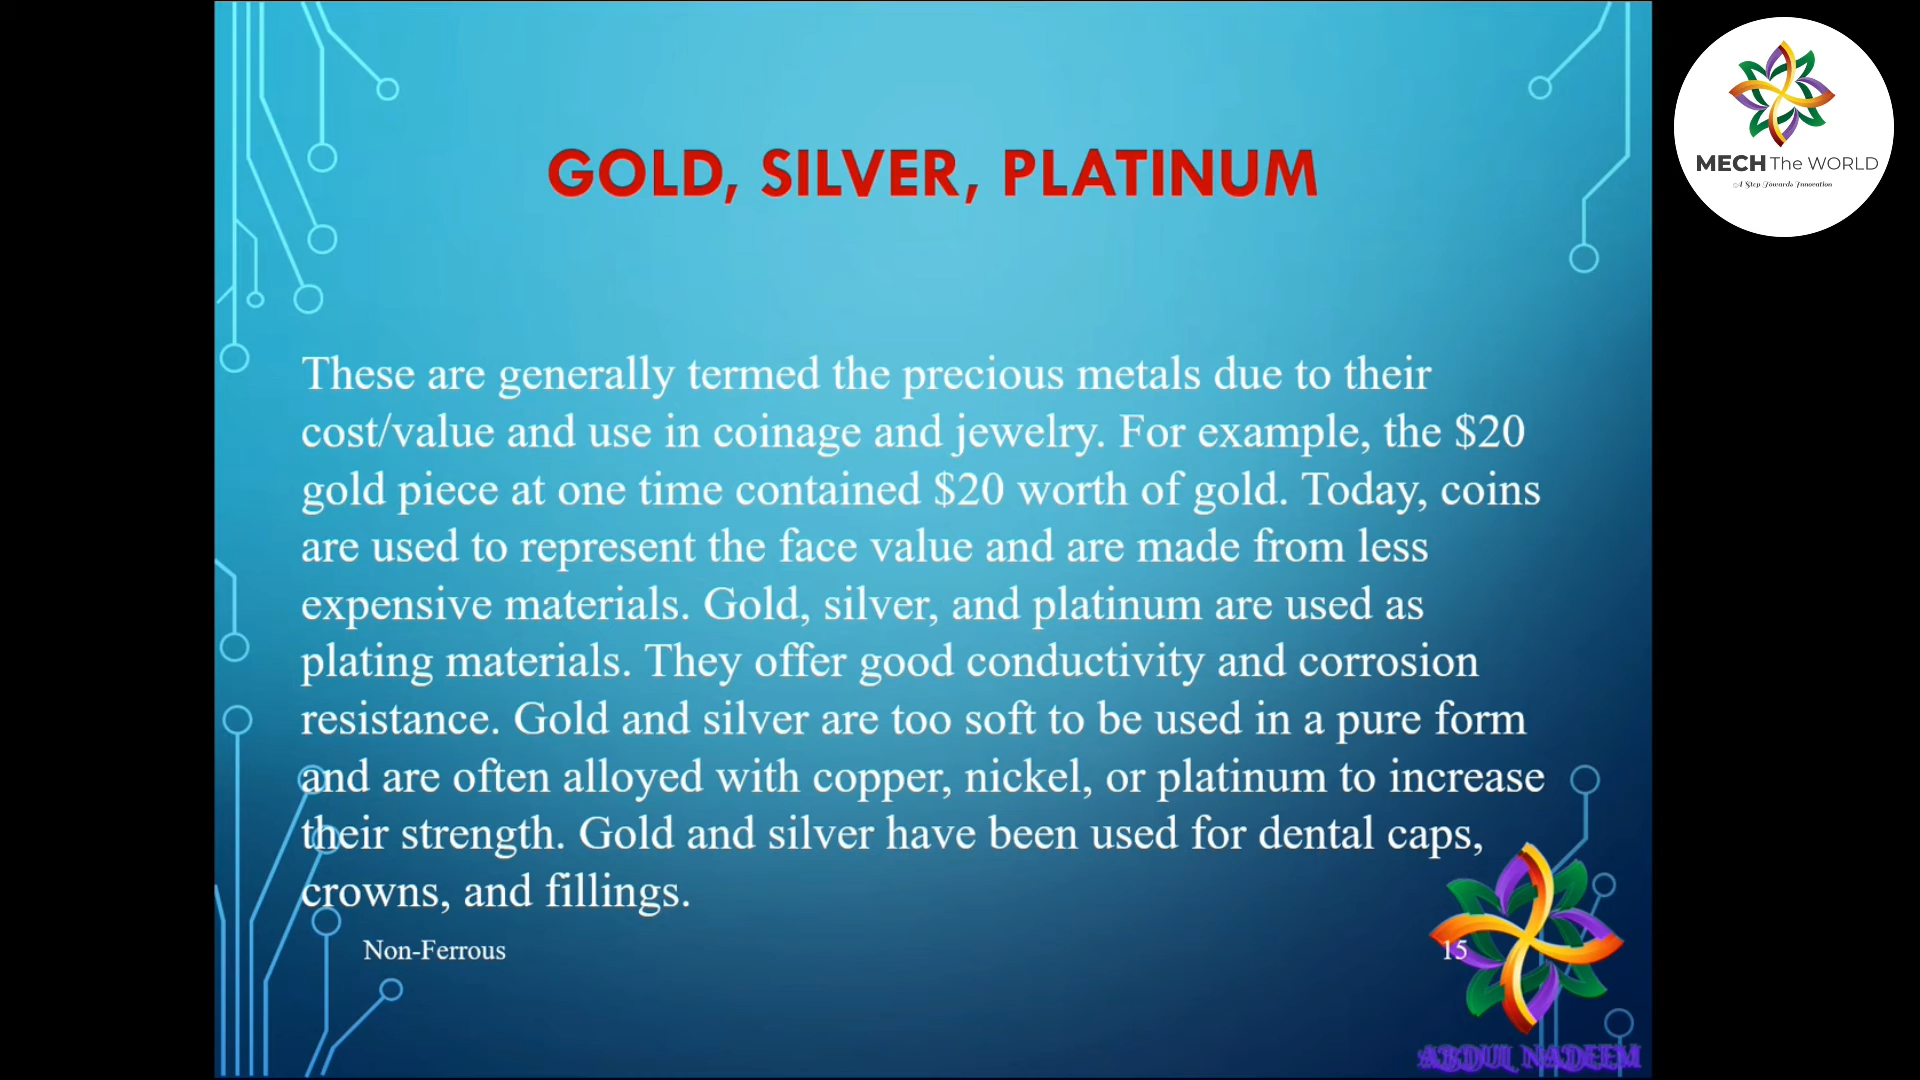 MECH The WORLD
A Step Towards Innovation
GOLD, SILVER, PLATINUM
These are generally termed the precious metals due to their
cost/value and use in coinage and jewelry. For example, the $20
gold piece at one time contained $20 worth of gold. Today, coins
are used to represent the face value and are made from less
expensive materials. Gold, silver, and platinum are used as
plating materials. They offer good conductivity and corrosion
resistance. Gold and silver are too soft to be used in a pure form
and are often alloyed with copper, nickel, or platinum to increase
their strength. Gold and silver have been used for dental caps,
crowns, and fillings.
Non-Ferrous
15
ABDUL NADEEM